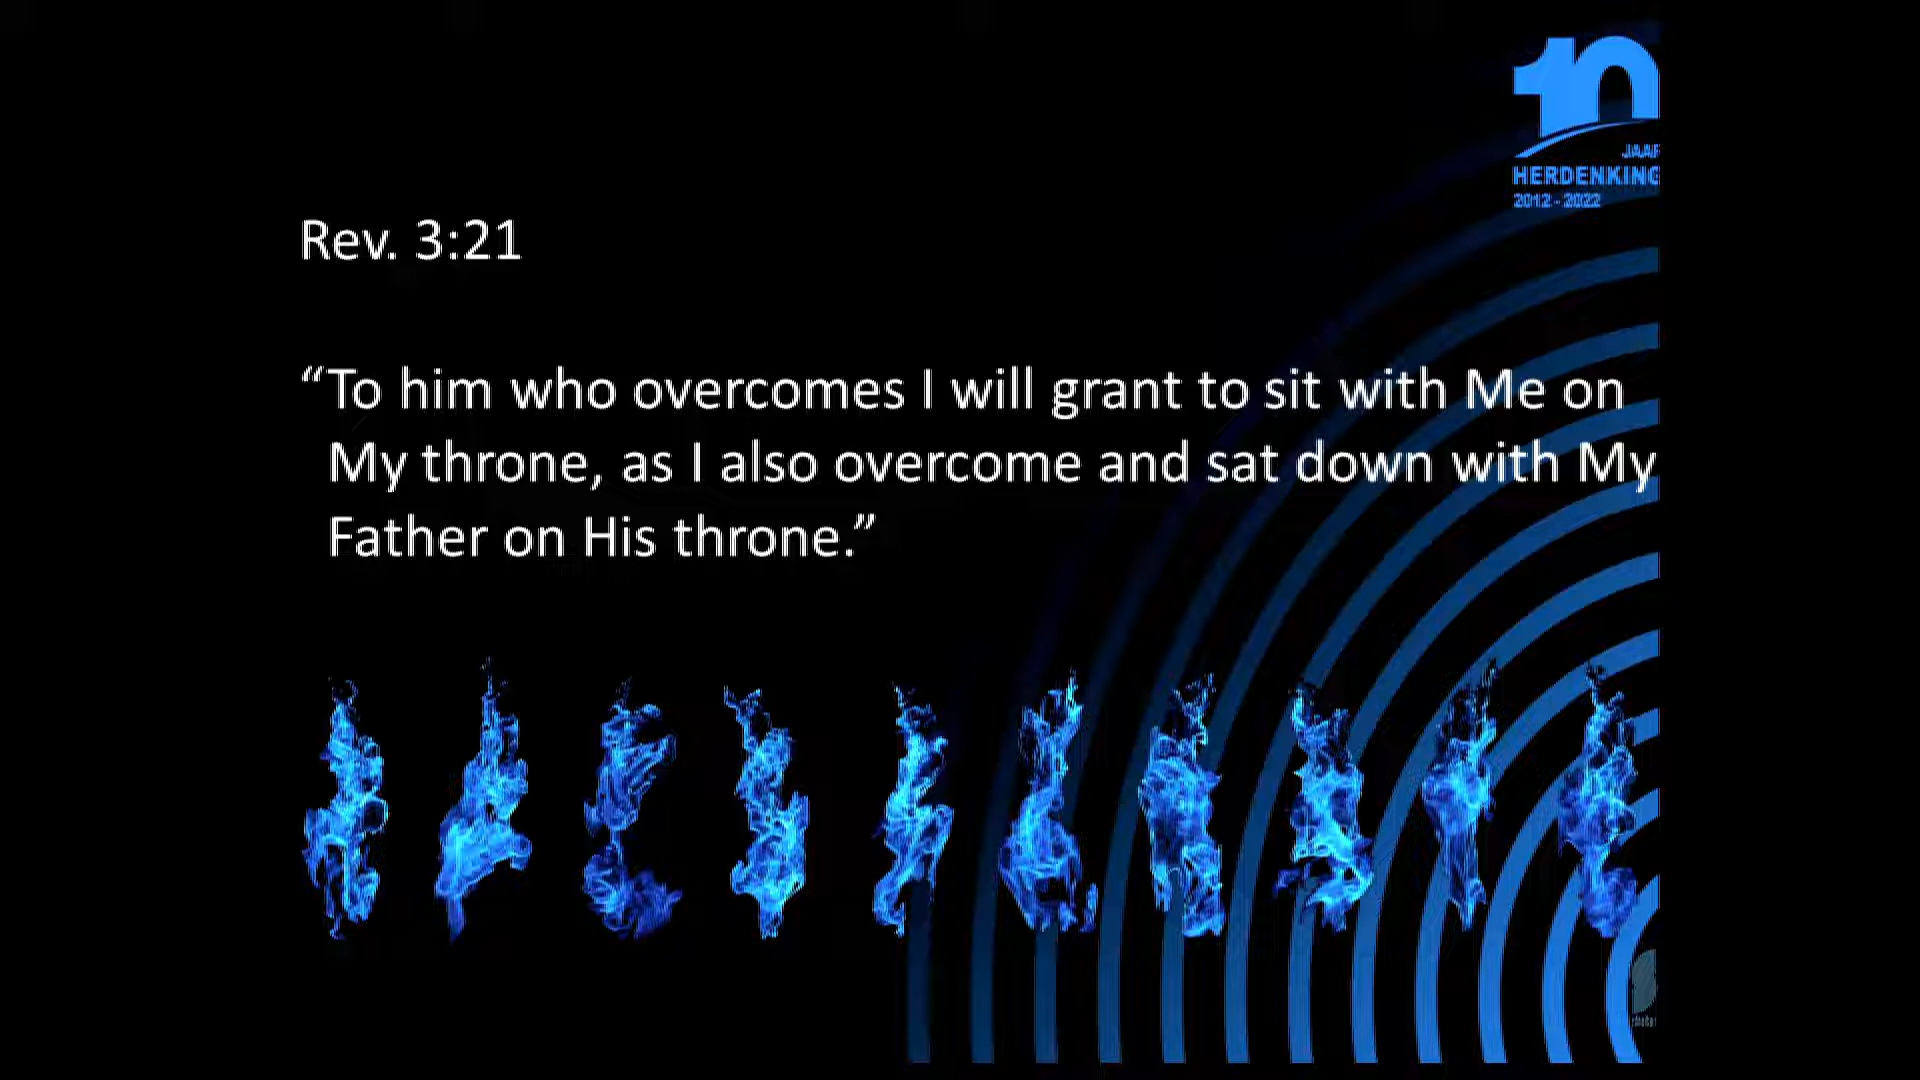 10
JAAR
HERDENKING
2012 - 2022
Rev. 3:21
“To him who overcomes I will grant to sit with Me on
My throne, as I also overcome and sat down with My
Father on His throne.”